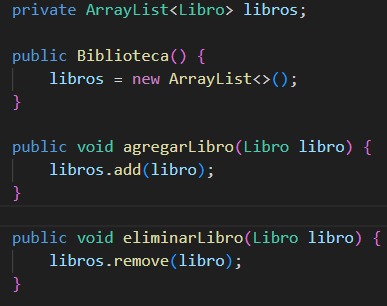 private ArrayList<Libro> libros;
public Biblioteca() {
libros = new ArrayList<>();
}
public void agregarLibro(Libro libro) {
libros.add(libro);
}
public void eliminarLibro(Libro libro) {
libros.remove(libro);
}